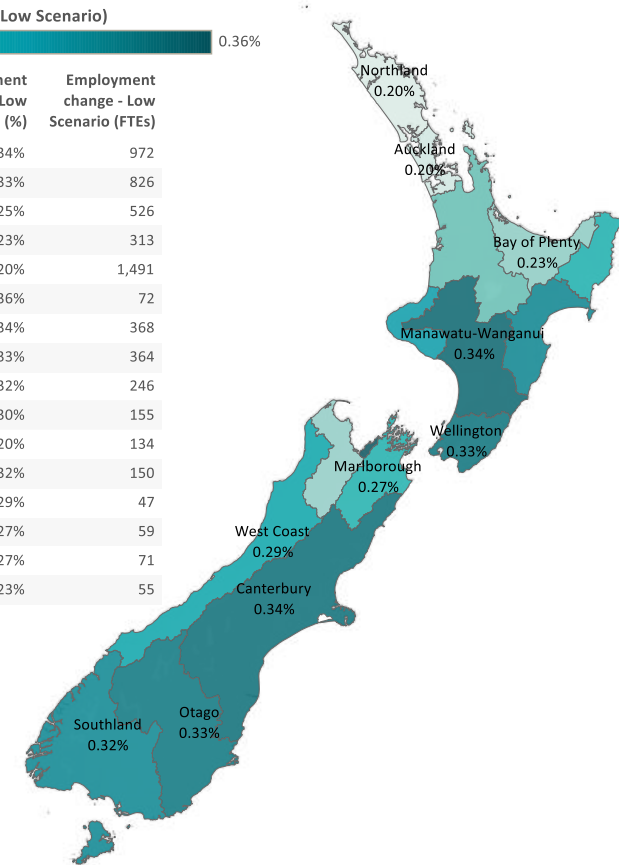 Low Scenario)
0.36%
ment Employment
Low change - Low
(%) Scenario (FTEs)
34% 972
33% 826
25% 526
23% 313
20% 1,491
36% 72
34% 368
33% 364
32% 246
30% 155
20% 134
32% 150
29% 47
27% 59
27% 71
23% 55
Northland
0.20%
Auckland
0.20%
Bay of Plenty
0.23%
Manawatu-Wanganui
0.34%
Wellington
0.33%
Marlborough
0.27%
West Coast
0.29%
Canterbury
0.34%
Otago
0.33%
Southland
0.32%